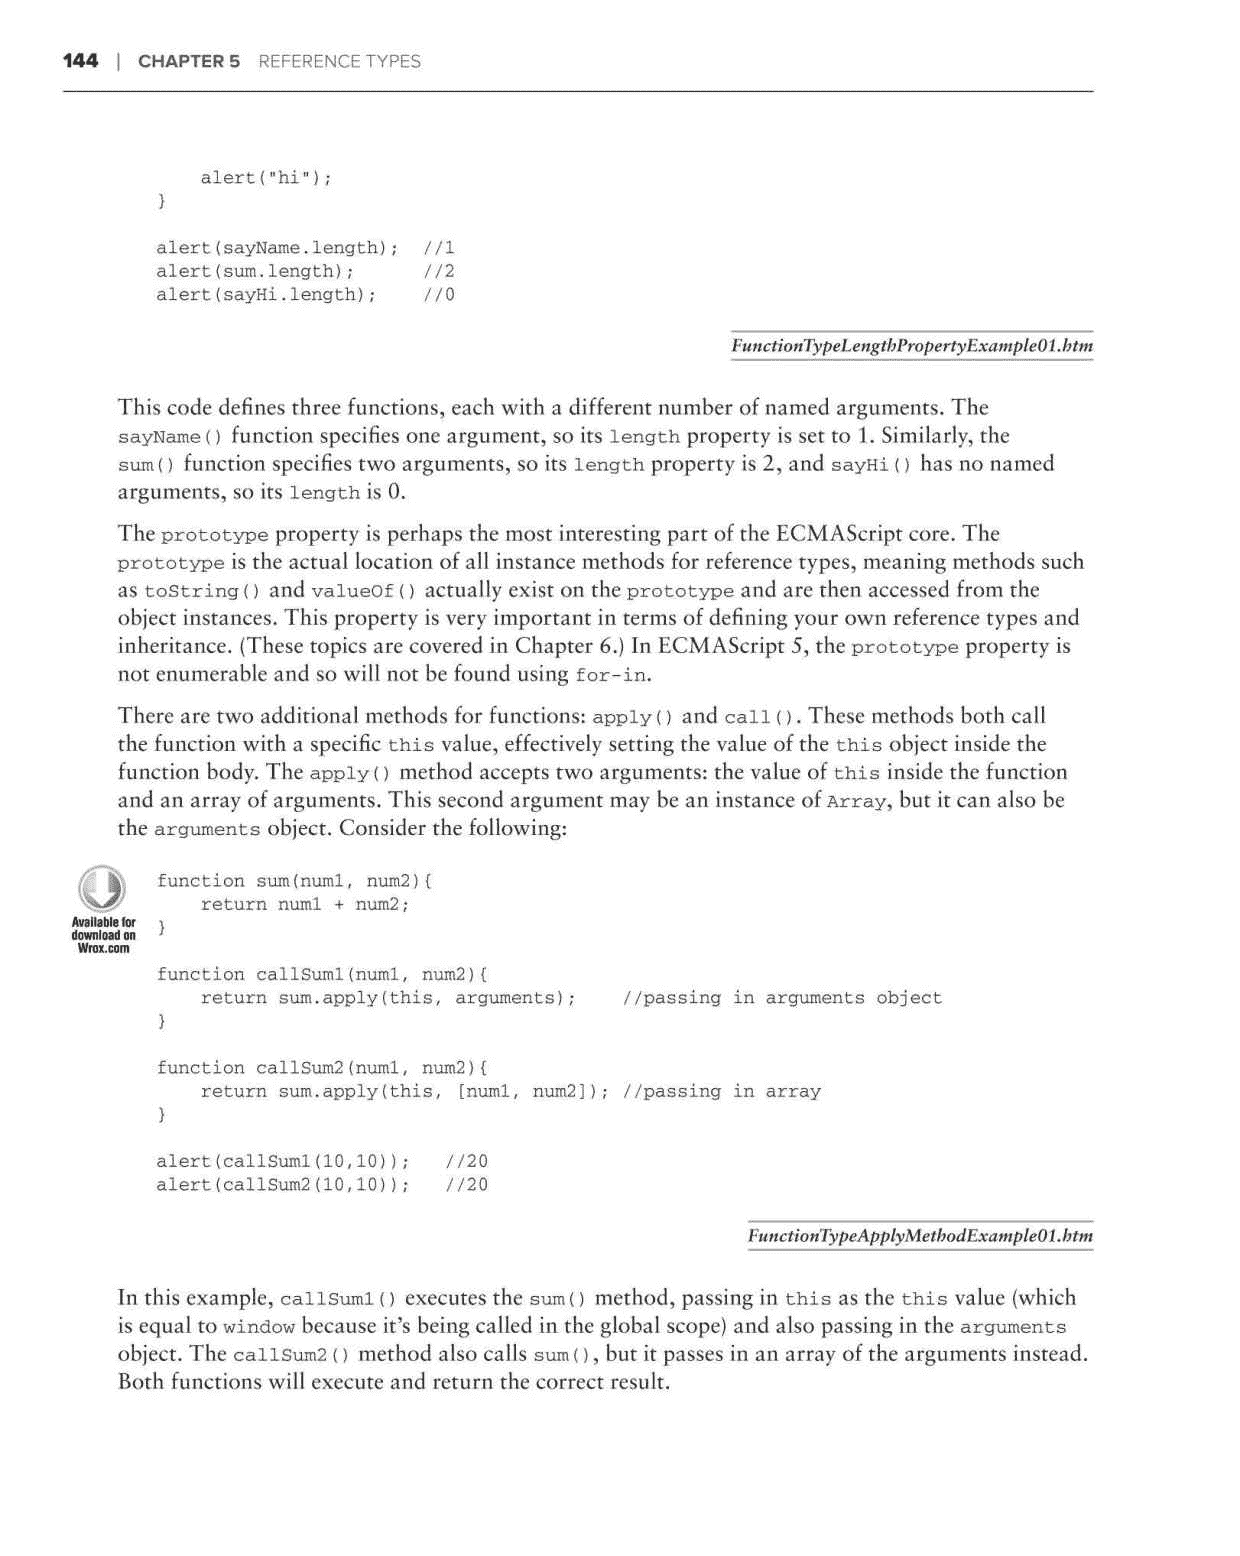 144 | CHAPTER 5 REFERENCE TYPES
alert("hi");
}
alert(sayName.length); //1
alert(sum.length); //2
alert(sayHi.length); //0
FunctionTypeLengthPropertyExample01.htm
This code defines three functions, each with a different number of named arguments. The
sayName() function specifies one argument, so its length property is set to 1. Similarly, the
sum() function specifies two arguments, so its length property is 2, and sayHi() has no named
arguments, so its length is 0.
The prototype property is perhaps the most interesting part of the ECMAScript core. The
prototype is the actual location of all instance methods for reference types, meaning methods such
as toString() and valueOf() actually exist on the prototype and are then accessed from the
object instances. This property is very important in terms of defining your own reference types and
inheritance. (These topics are covered in Chapter 6.) In ECMAScript 5, the prototype property is
not enumerable and so will not be found using for-in.
There are two additional methods for functions: apply() and call(). These methods both call
the function with a specific this value, effectively setting the value of the this object inside the
function body. The apply() method accepts two arguments: the value of this inside the function
and an array of arguments. This second argument may be an instance of Array, but it can also be
the arguments object. Consider the following:
Available for
download on
Wrox.com
function sum(num1, num2){
return num1 + num2;
}
function callSum1(num1, num2){
return sum.apply(this, arguments); //passing in arguments object
}
function callSum2(num1, num2){
return sum.apply(this, [num1, num2]); //passing in array
}
alert(callSum1(10,10)); //20
alert(callSum2(10,10)); //20
FunctionTypeApplyMethodExample01.htm
In this example, callSum1() executes the sum() method, passing in this as the this value (which
is equal to window because it's being called in the global scope) and also passing in the arguments
object. The callSum2() method also calls sum(), but it passes in an array of the arguments instead.
Both functions will execute and return the correct result.